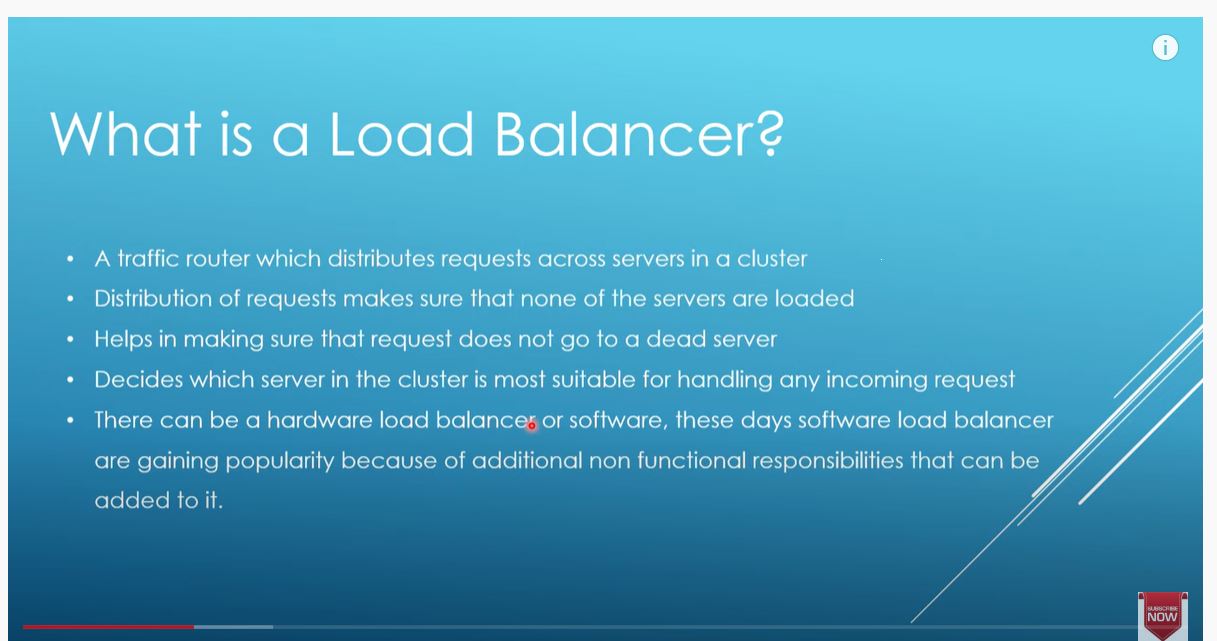 i
What is a Load Balancer?
• A traffic router which distributes requests across servers in a cluster
• Distribution of requests makes sure that none of the servers are loaded
• Helps in making sure that request does not go to a dead server
• Decides which server in the cluster is most suitable for handling any incoming request
• There can be a hardware load balancer or software, these days software load balancer
are gaining popularity because of additional non functional responsibilities that can be
added to it.
SUBSCRIBE
NOW